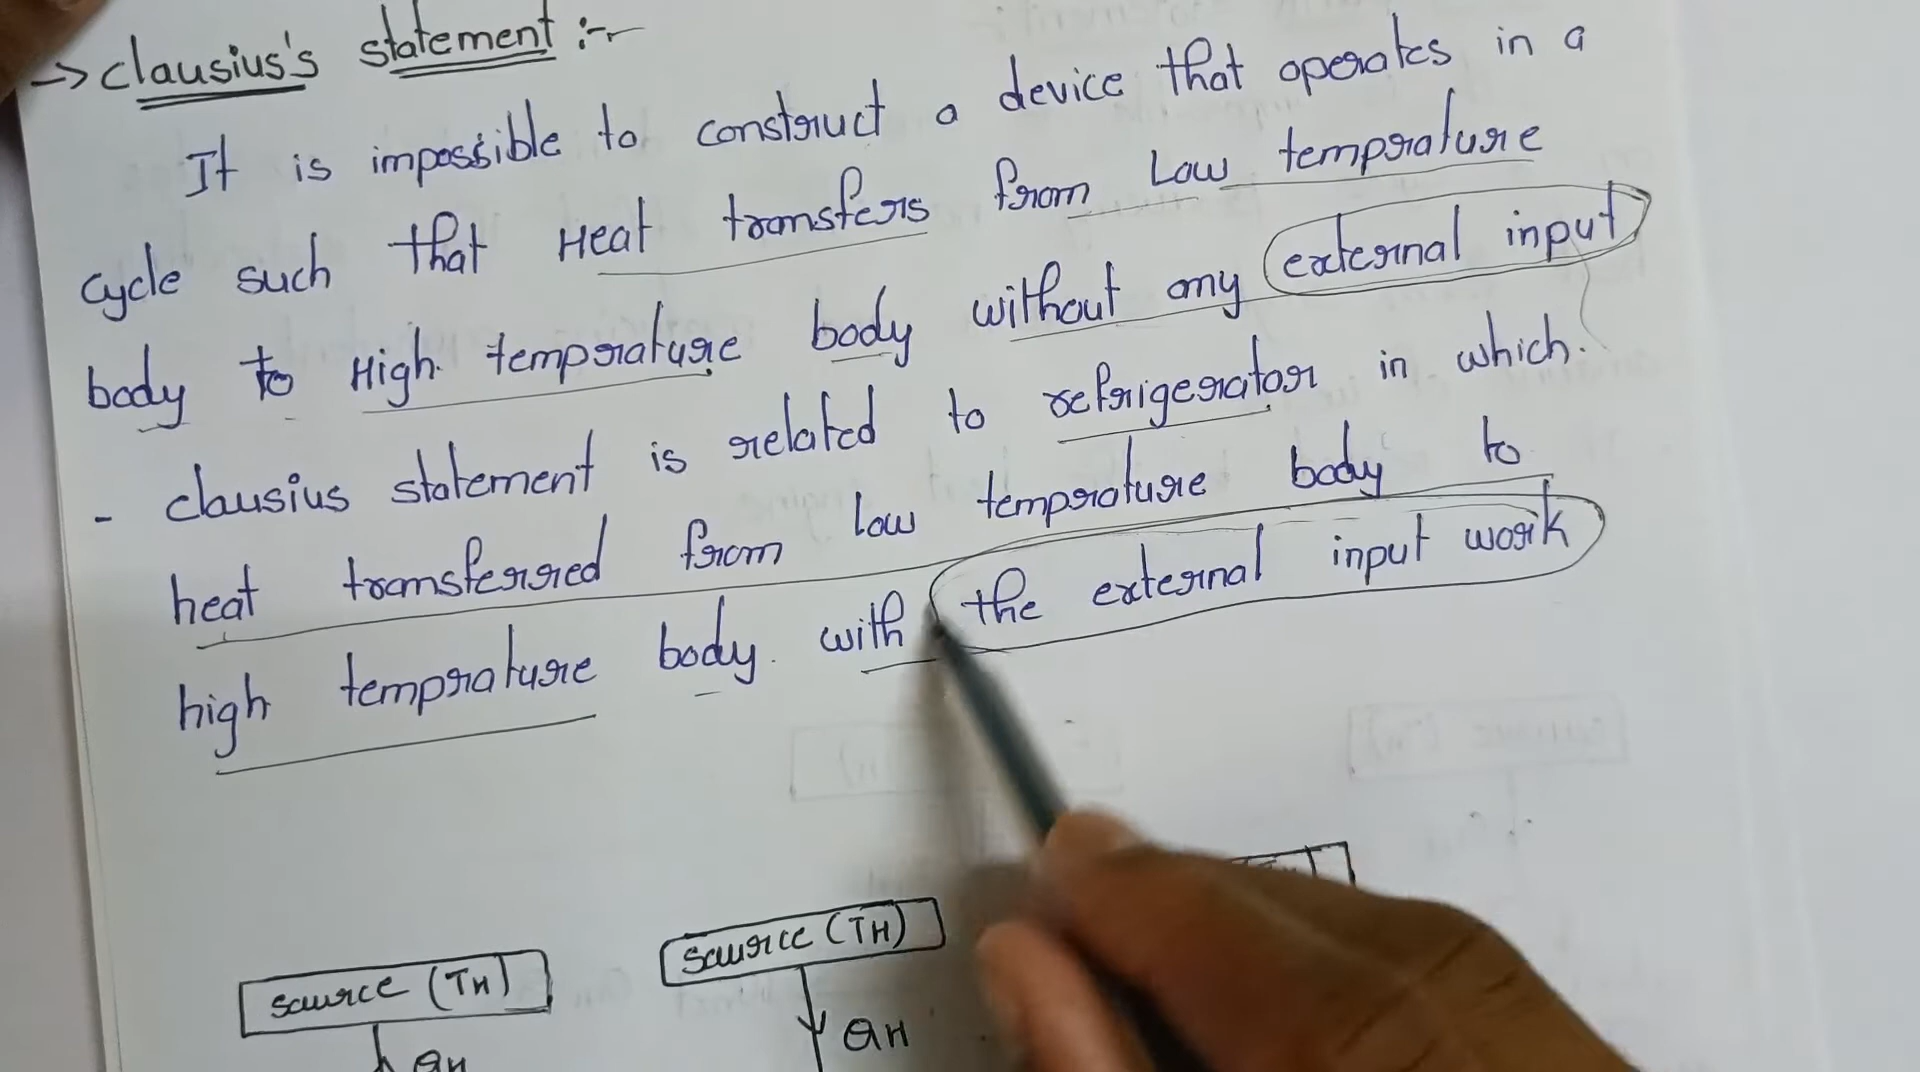 → clausius's statement :-
It is impossible to construct a device that operates in a
cycle such that Heat transfers from Low temprature
body to High temprature body without any external input
- clausius statement is related to refrigerator in which.
heat transferred from low temprature body to
high temprature body. with the external input work
source (TH)
source (TH)
QH
QH